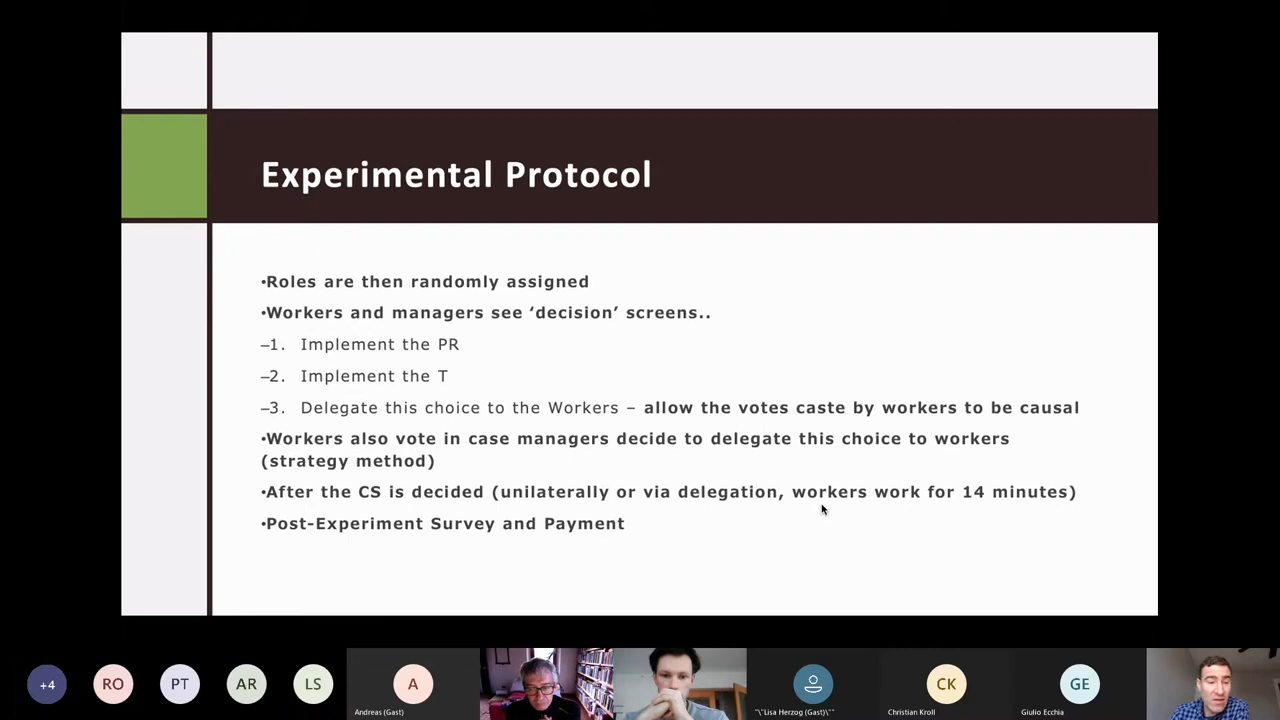 Experimental Protocol
•Roles are then randomly assigned
•Workers and managers see ‘decision’ screens..
–1. Implement the PR
–2. Implement the T
–3. Delegate this choice to the Workers – allow the votes caste by workers to be causal
•Workers also vote in case managers decide to delegate this choice to workers
(strategy method)
•After the CS is decided (unilaterally or via delegation, workers work for 14 minutes)
•Post-Experiment Survey and Payment
+4 RO PT AR LS A CK GE
Andreas (Gast) "\"Lisa Herzog (Gast)\"" Christian Kroll Giulio Ecchia